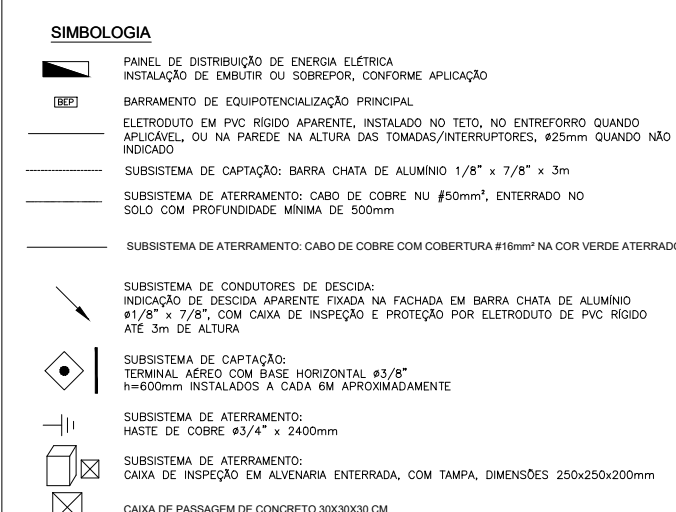 SIMBOLOGIA
PAINEL DE DISTRIBUIÇÃO DE ENERGIA ELÉTRICA
INSTALAÇÃO DE EMBUTIR OU SOBREPOR, CONFORME APLICAÇÃO
BEP
BARRAMENTO DE EQUIPOTENCIALIZAÇÃO PRINCIPAL
ELETRODUTO EM PVC RÍGIDO APARENTE, INSTALADO NO TETO, NO ENTREFORRO QUANDO
APLICÁVEL, OU NA PAREDE NA ALTURA DAS TOMADAS/INTERRUPTORES, ø25mm QUANDO NÃO
INDICADO
SUBSISTEMA DE CAPTAÇÃO: BARRA CHATA DE ALUMÍNIO 1/8" x 7/8" x 3m
SUBSISTEMA DE ATERRAMENTO: CABO DE COBRE NU #50mm², ENTERRADO NO
SOLO COM PROFUNDIDADE MÍNIMA DE 500mm
SUBSISTEMA DE ATERRAMENTO: CABO DE COBRE COM COBERTURA #16mm² NA COR VERDE ATERRADO
SUBSISTEMA DE CONDUTORES DE DESCIDA:
INDICAÇÃO DE DESCIDA APARENTE FIXADA NA FACHADA EM BARRA CHATA DE ALUMÍNIO
ø1/8" x 7/8", COM CAIXA DE INSPEÇÃO E PROTEÇÃO POR ELETRODUTO DE PVC RÍGIDO
ATÉ 3m DE ALTURA
SUBSISTEMA DE CAPTAÇÃO:
TERMINAL AÉREO COM BASE HORIZONTAL ø3/8"
h=600mm INSTALADOS A CADA 6M APROXIMADAMENTE
SUBSISTEMA DE ATERRAMENTO:
HASTE DE COBRE ø3/4" x 2400mm
SUBSISTEMA DE ATERRAMENTO:
CAIXA DE INSPEÇÃO EM ALVENARIA ENTERRADA, COM TAMPA, DIMENSÕES 250x250x200mm
CAIXA DE PASSAGEM DE CONCRETO 30X30X30 CM